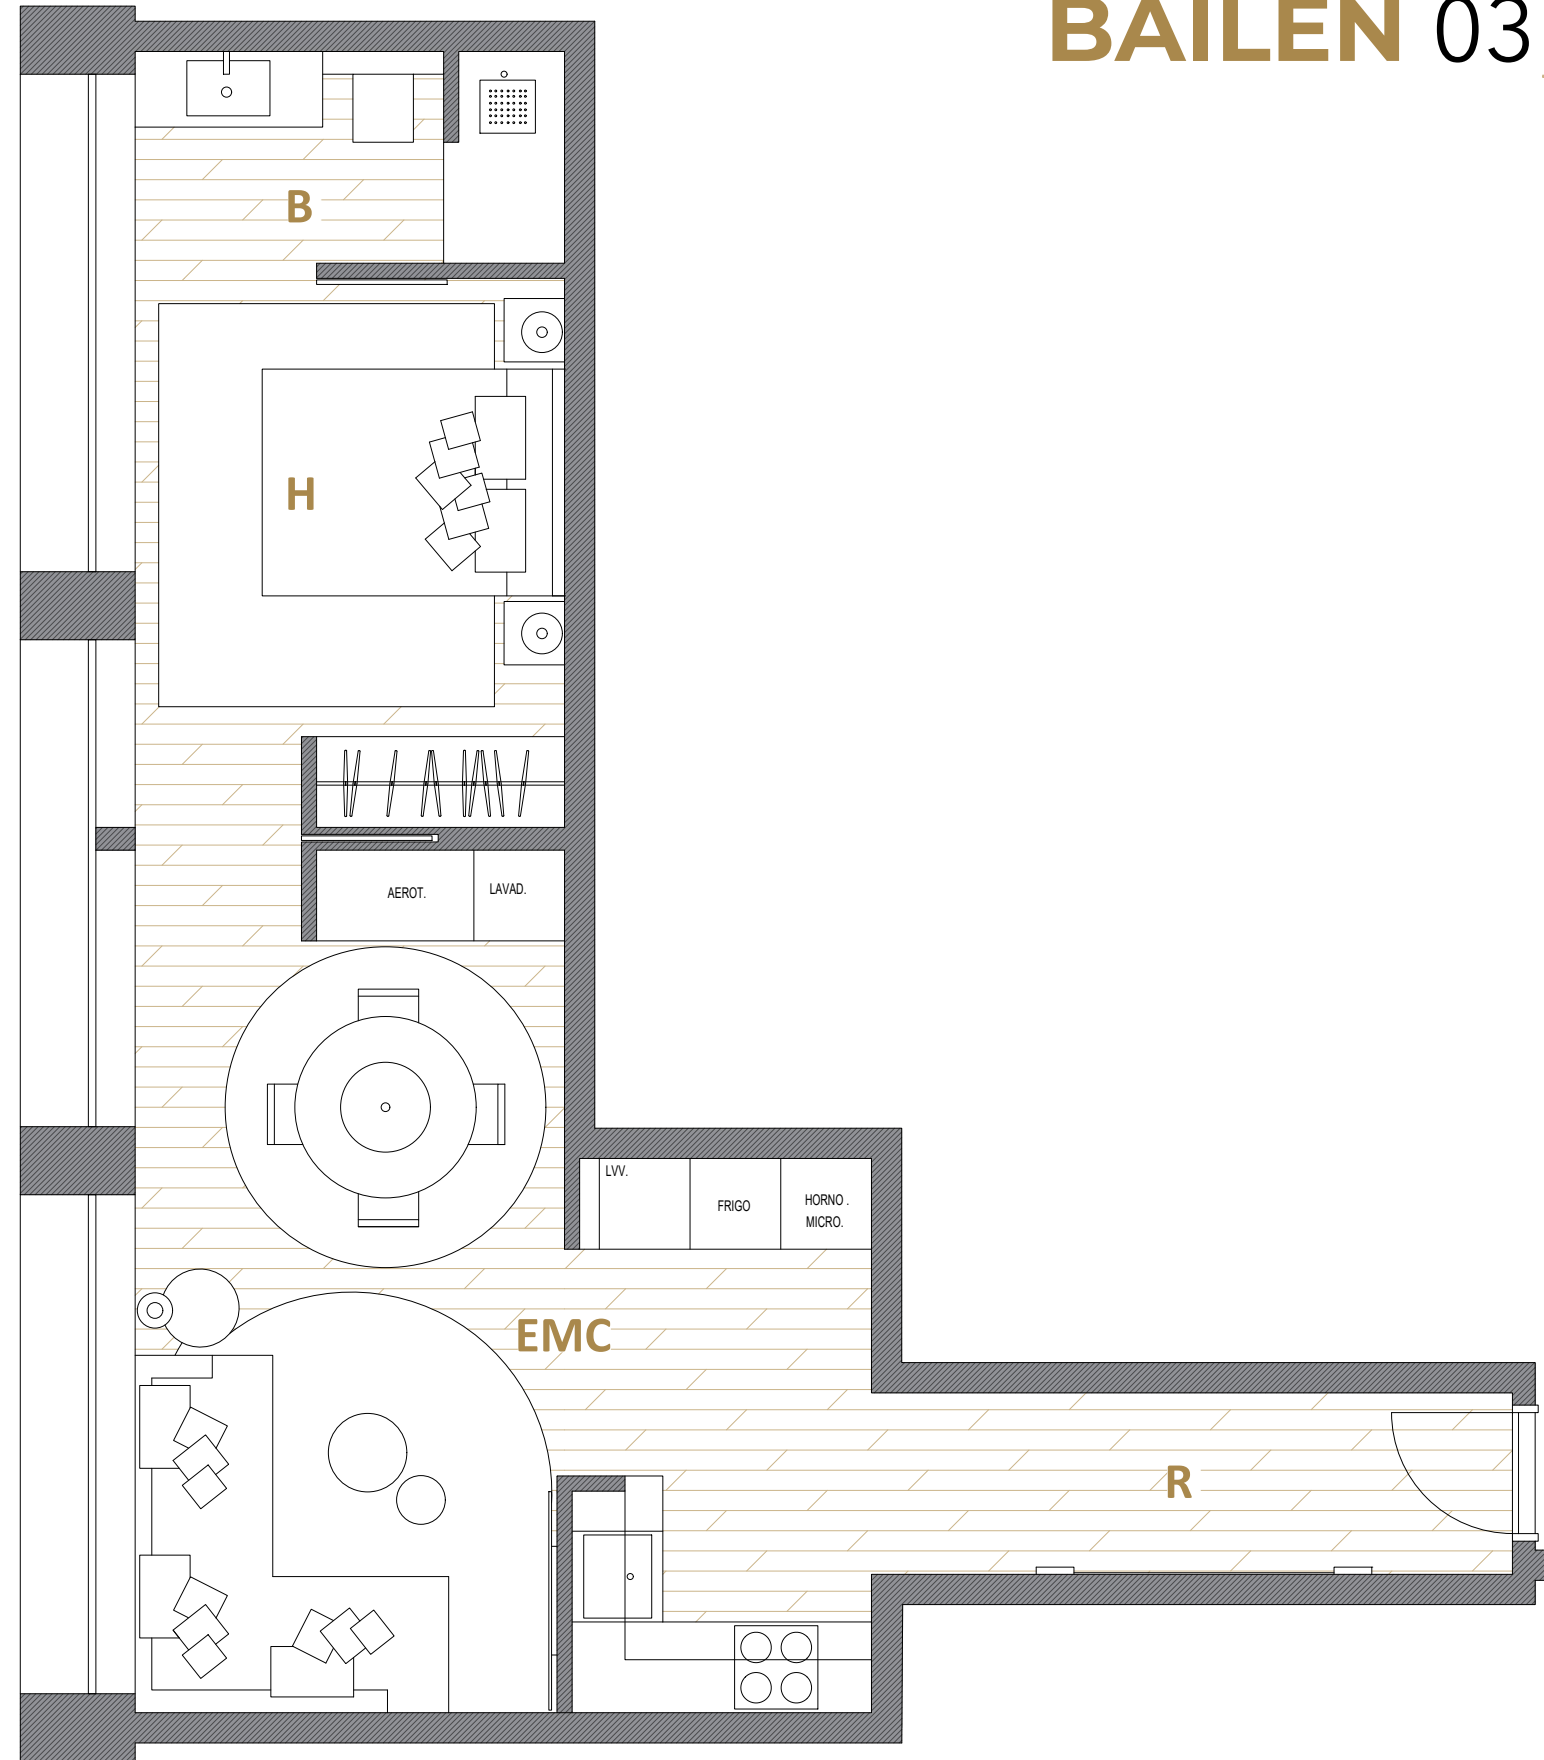 BAILEN 03
B
H
AEROT.
LAVAD.
LVV.
FRIGO
HORNO .
MICRO.
EMC
R